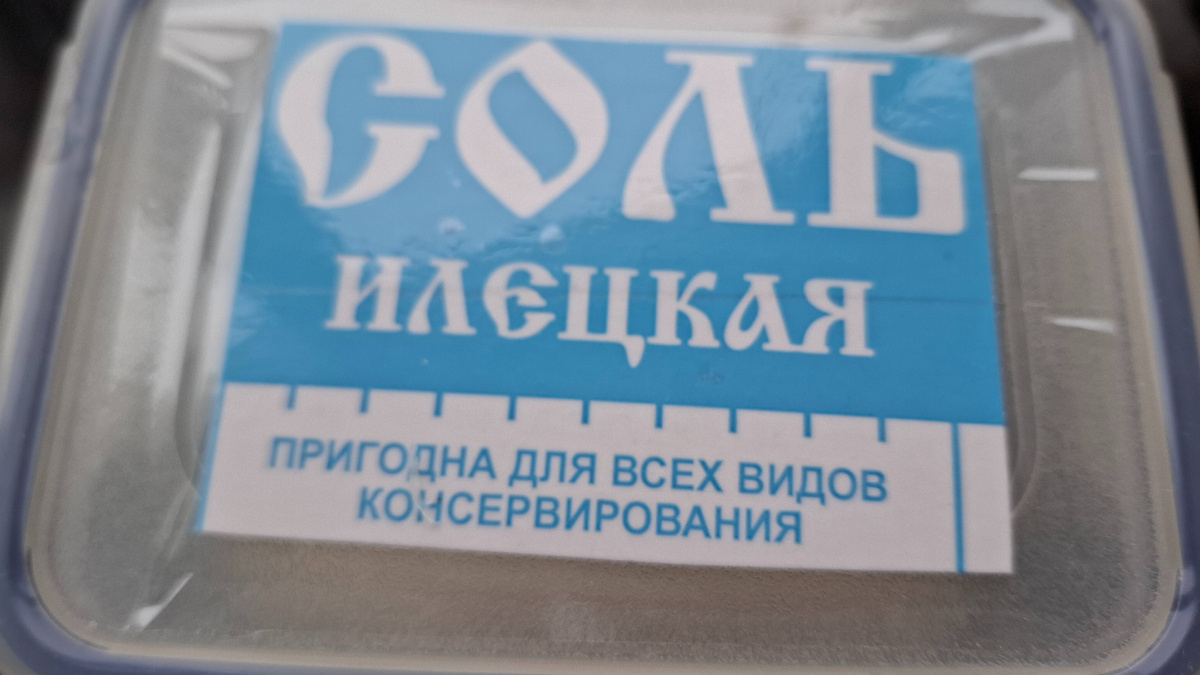 СОЛЬ
ИЛЕЦКАЯ
ПРИГОДНА ДЛЯ ВСЕХ ВИДОВ
КОНСЕРВИРОВАНИЯ